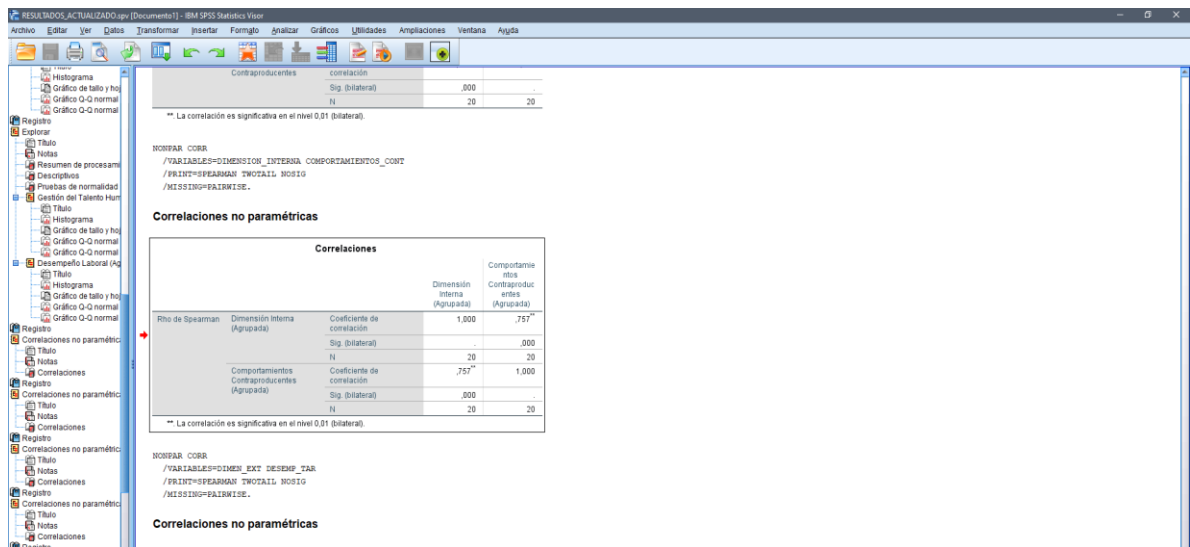 RESULTADOS_ACTUALIZADO.spv [Documento1] - IBM SPSS Statistics Visor
Archivo Editar Ver Datos Transformar Insertar Formato Analizar Gráficos Utilidades Ampliaciones Ventana Ayuda
Histograma
Gráfico de tallo y hoj
Gráfico Q-Q normal
Gráfico Q-Q normal
Registro
Explorar
Título
Notas
Resumen de procesami
Descriptivos
Pruebas de normalidad
Gestión del Talento Hum
Título
Histograma
Gráfico de tallo y hoj
Gráfico Q-Q normal
Gráfico Q-Q normal
Desempeño Laboral (Ag
Título
Histograma
Gráfico de tallo y hoj
Gráfico Q-Q normal
Gráfico Q-Q normal
Registro
Correlaciones no paramétric
Título
Notas
Correlaciones
Registro
Correlaciones no paramétric
Título
Notas
Correlaciones
Registro
Correlaciones no paramétric
Título
Notas
Correlaciones
Registro
Correlaciones no paramétric
Título
Notas
Correlaciones
Registro
Contraproducentes correlación
Sig. (bilateral) ,000 .
N 20 20
**. La correlación es significativa en el nivel 0,01 (bilateral).
NONPAR CORR
/VARIABLES=DIMENSION_INTERNA COMPORTAMIENTOS_CONT
/PRINT=SPEARMAN TWOTAIL NOSIG
/MISSING=PAIRWISE.
Correlaciones no paramétricas
Correlaciones
Dimensión
Interna
(Agrupada)
Comportamie
ntos
Contraproduc
entes
(Agrupada)
Rho de Spearman Dimensión Interna Coeficiente de 1,000 ,757**
(Agrupada) correlación
Sig. (bilateral) . ,000
N 20 20
Comportamientos Coeficiente de ,757** 1,000
Contraproducentes correlación
(Agrupada)
Sig. (bilateral) ,000 .
N 20 20
**. La correlación es significativa en el nivel 0,01 (bilateral).
NONPAR CORR
/VARIABLES=DIMEN_EXT DESEMP_TAR
/PRINT=SPEARMAN TWOTAIL NOSIG
/MISSING=PAIRWISE.
Correlaciones no paramétricas